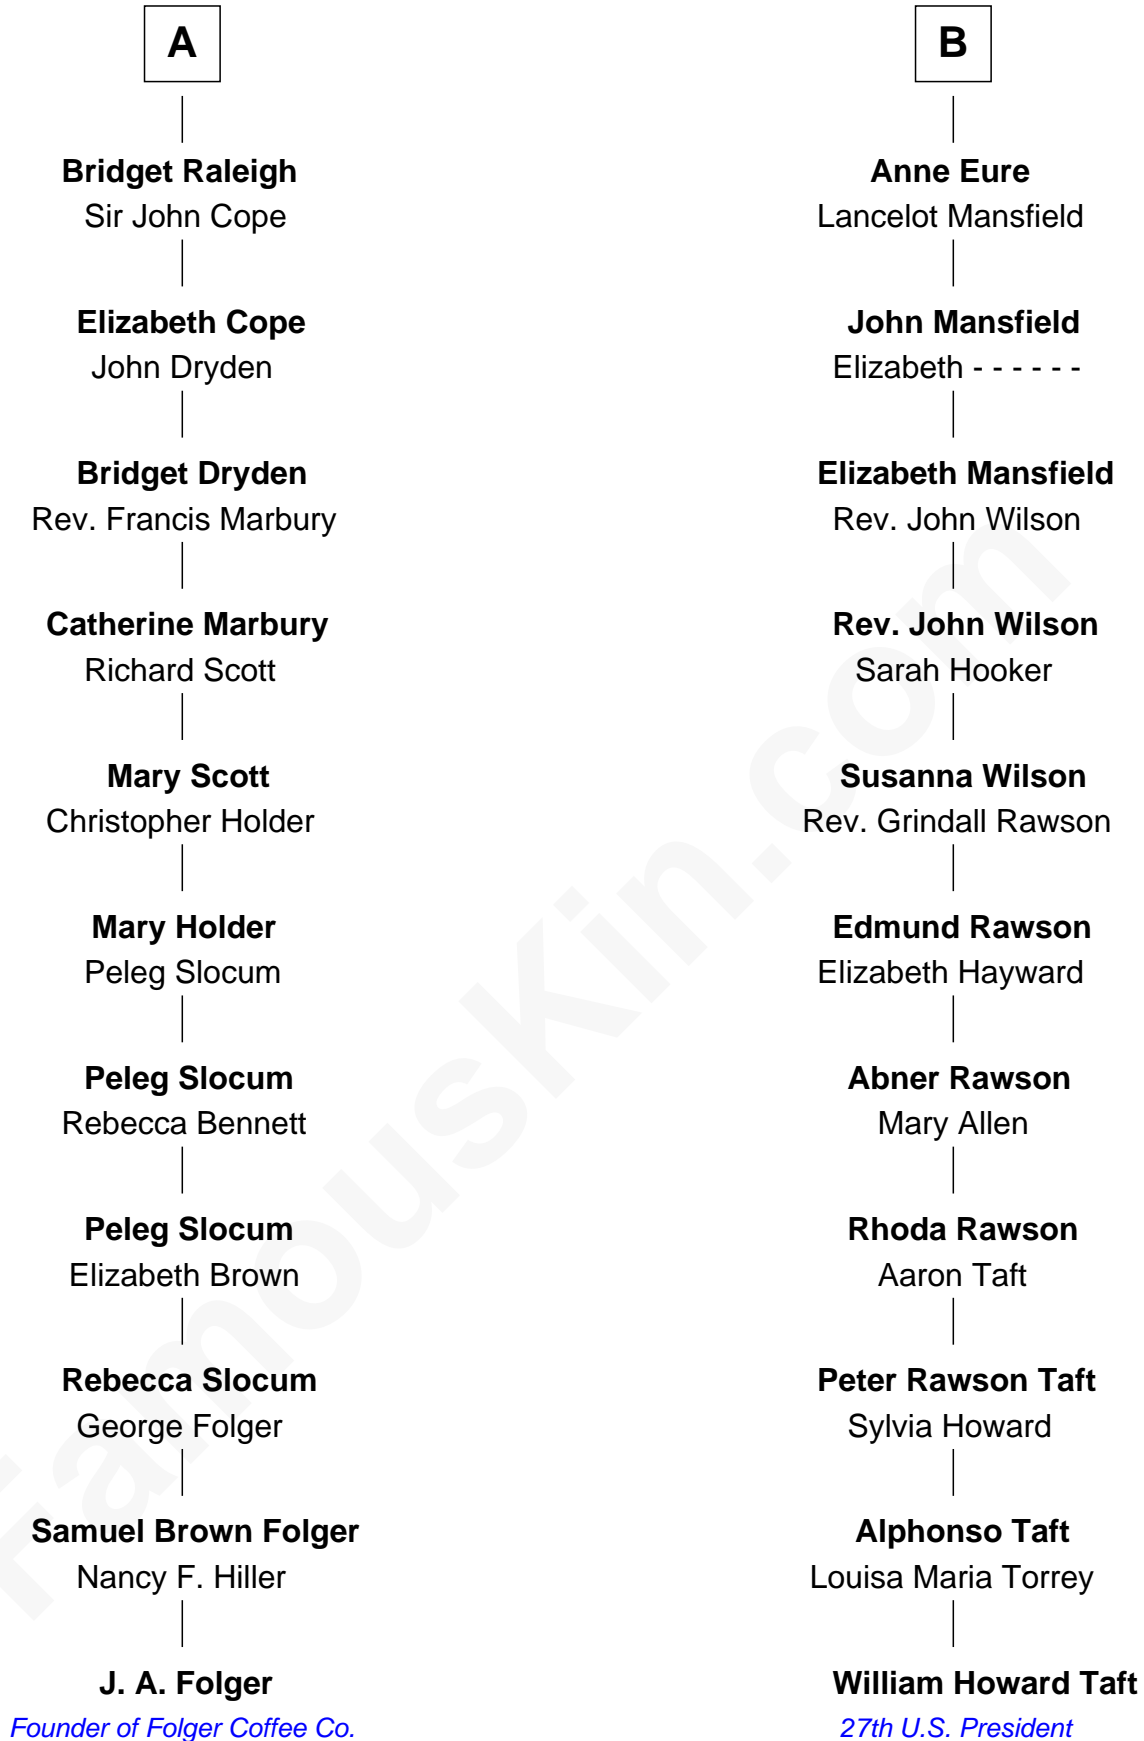 A
Bridget Raleigh
Sir John Cope
Elizabeth Cope
John Dryden
Bridget Dryden
Rev. Francis Marbury
Catherine Marbury
Richard Scott
Mary Scott
Christopher Holder
Mary Holder
Peleg Slocum
Peleg Slocum
Rebecca Bennett
Peleg Slocum
Elizabeth Brown
Rebecca Slocum
George Folger
Samuel Brown Folger
Nancy F. Hiller
J. A. Folger
Founder of Folger Coffee Co.
B
Anne Eure
Lancelot Mansfield
John Mansfield
Elizabeth - - - - - -
Elizabeth Mansfield
Rev. John Wilson
Rev. John Wilson
Sarah Hooker
Susanna Wilson
Rev. Grindall Rawson
Edmund Rawson
Elizabeth Hayward
Abner Rawson
Mary Allen
Rhoda Rawson
Aaron Taft
Peter Rawson Taft
Sylvia Howard
Alphonso Taft
Louisa Maria Torrey
William Howard Taft
27th U.S. President
FamousKin.com